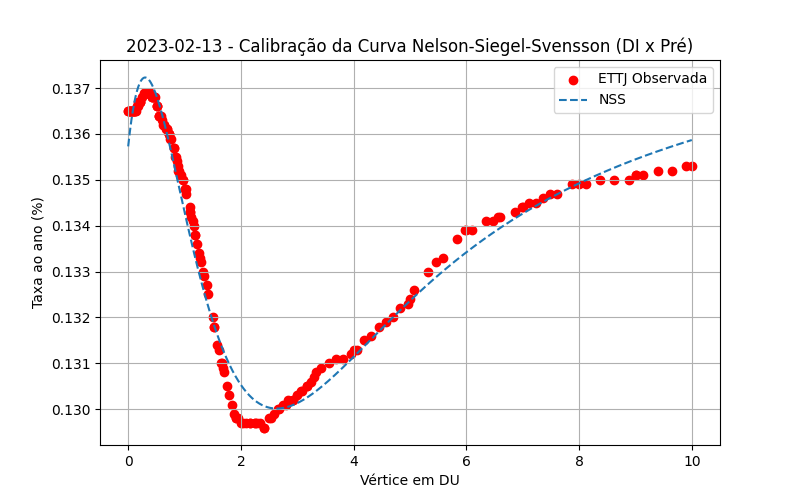 2023-02-13 - Calibração da Curva Nelson-Siegel-Svensson (DI x Pré)
ETTJ Observada
NSS
0.137
0.136
0.135
0.134
0.133
0.132
0.131
0.130
Taxa ao ano (%)
0 2 4 6 8 10
Vértice em DU